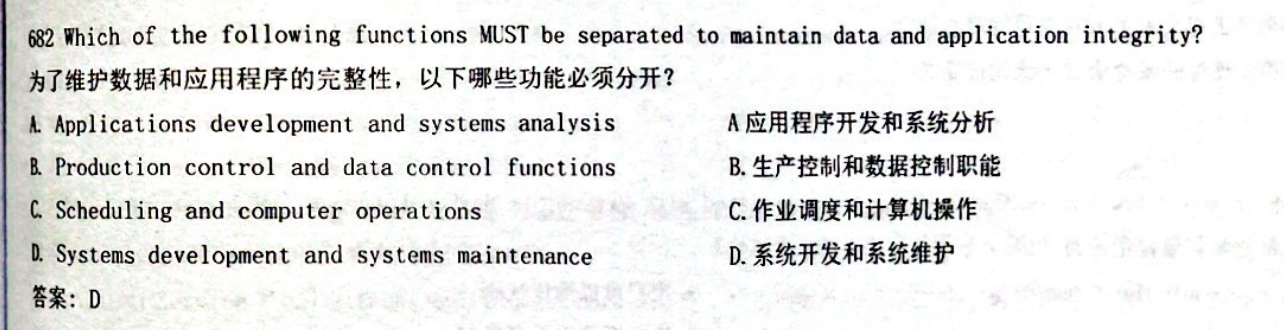 682 Which of the following functions MUST be separated to maintain data and application integrity?
为了维护数据和应用程序的完整性，以下哪些功能必须分开？
A. Applications development and systems analysis A 应用程序开发和系统分析
B. Production control and data control functions B. 生产控制和数据控制职能
C. Scheduling and computer operations C. 作业调度和计算机操作
D. Systems development and systems maintenance D. 系统开发和系统维护
答案: D